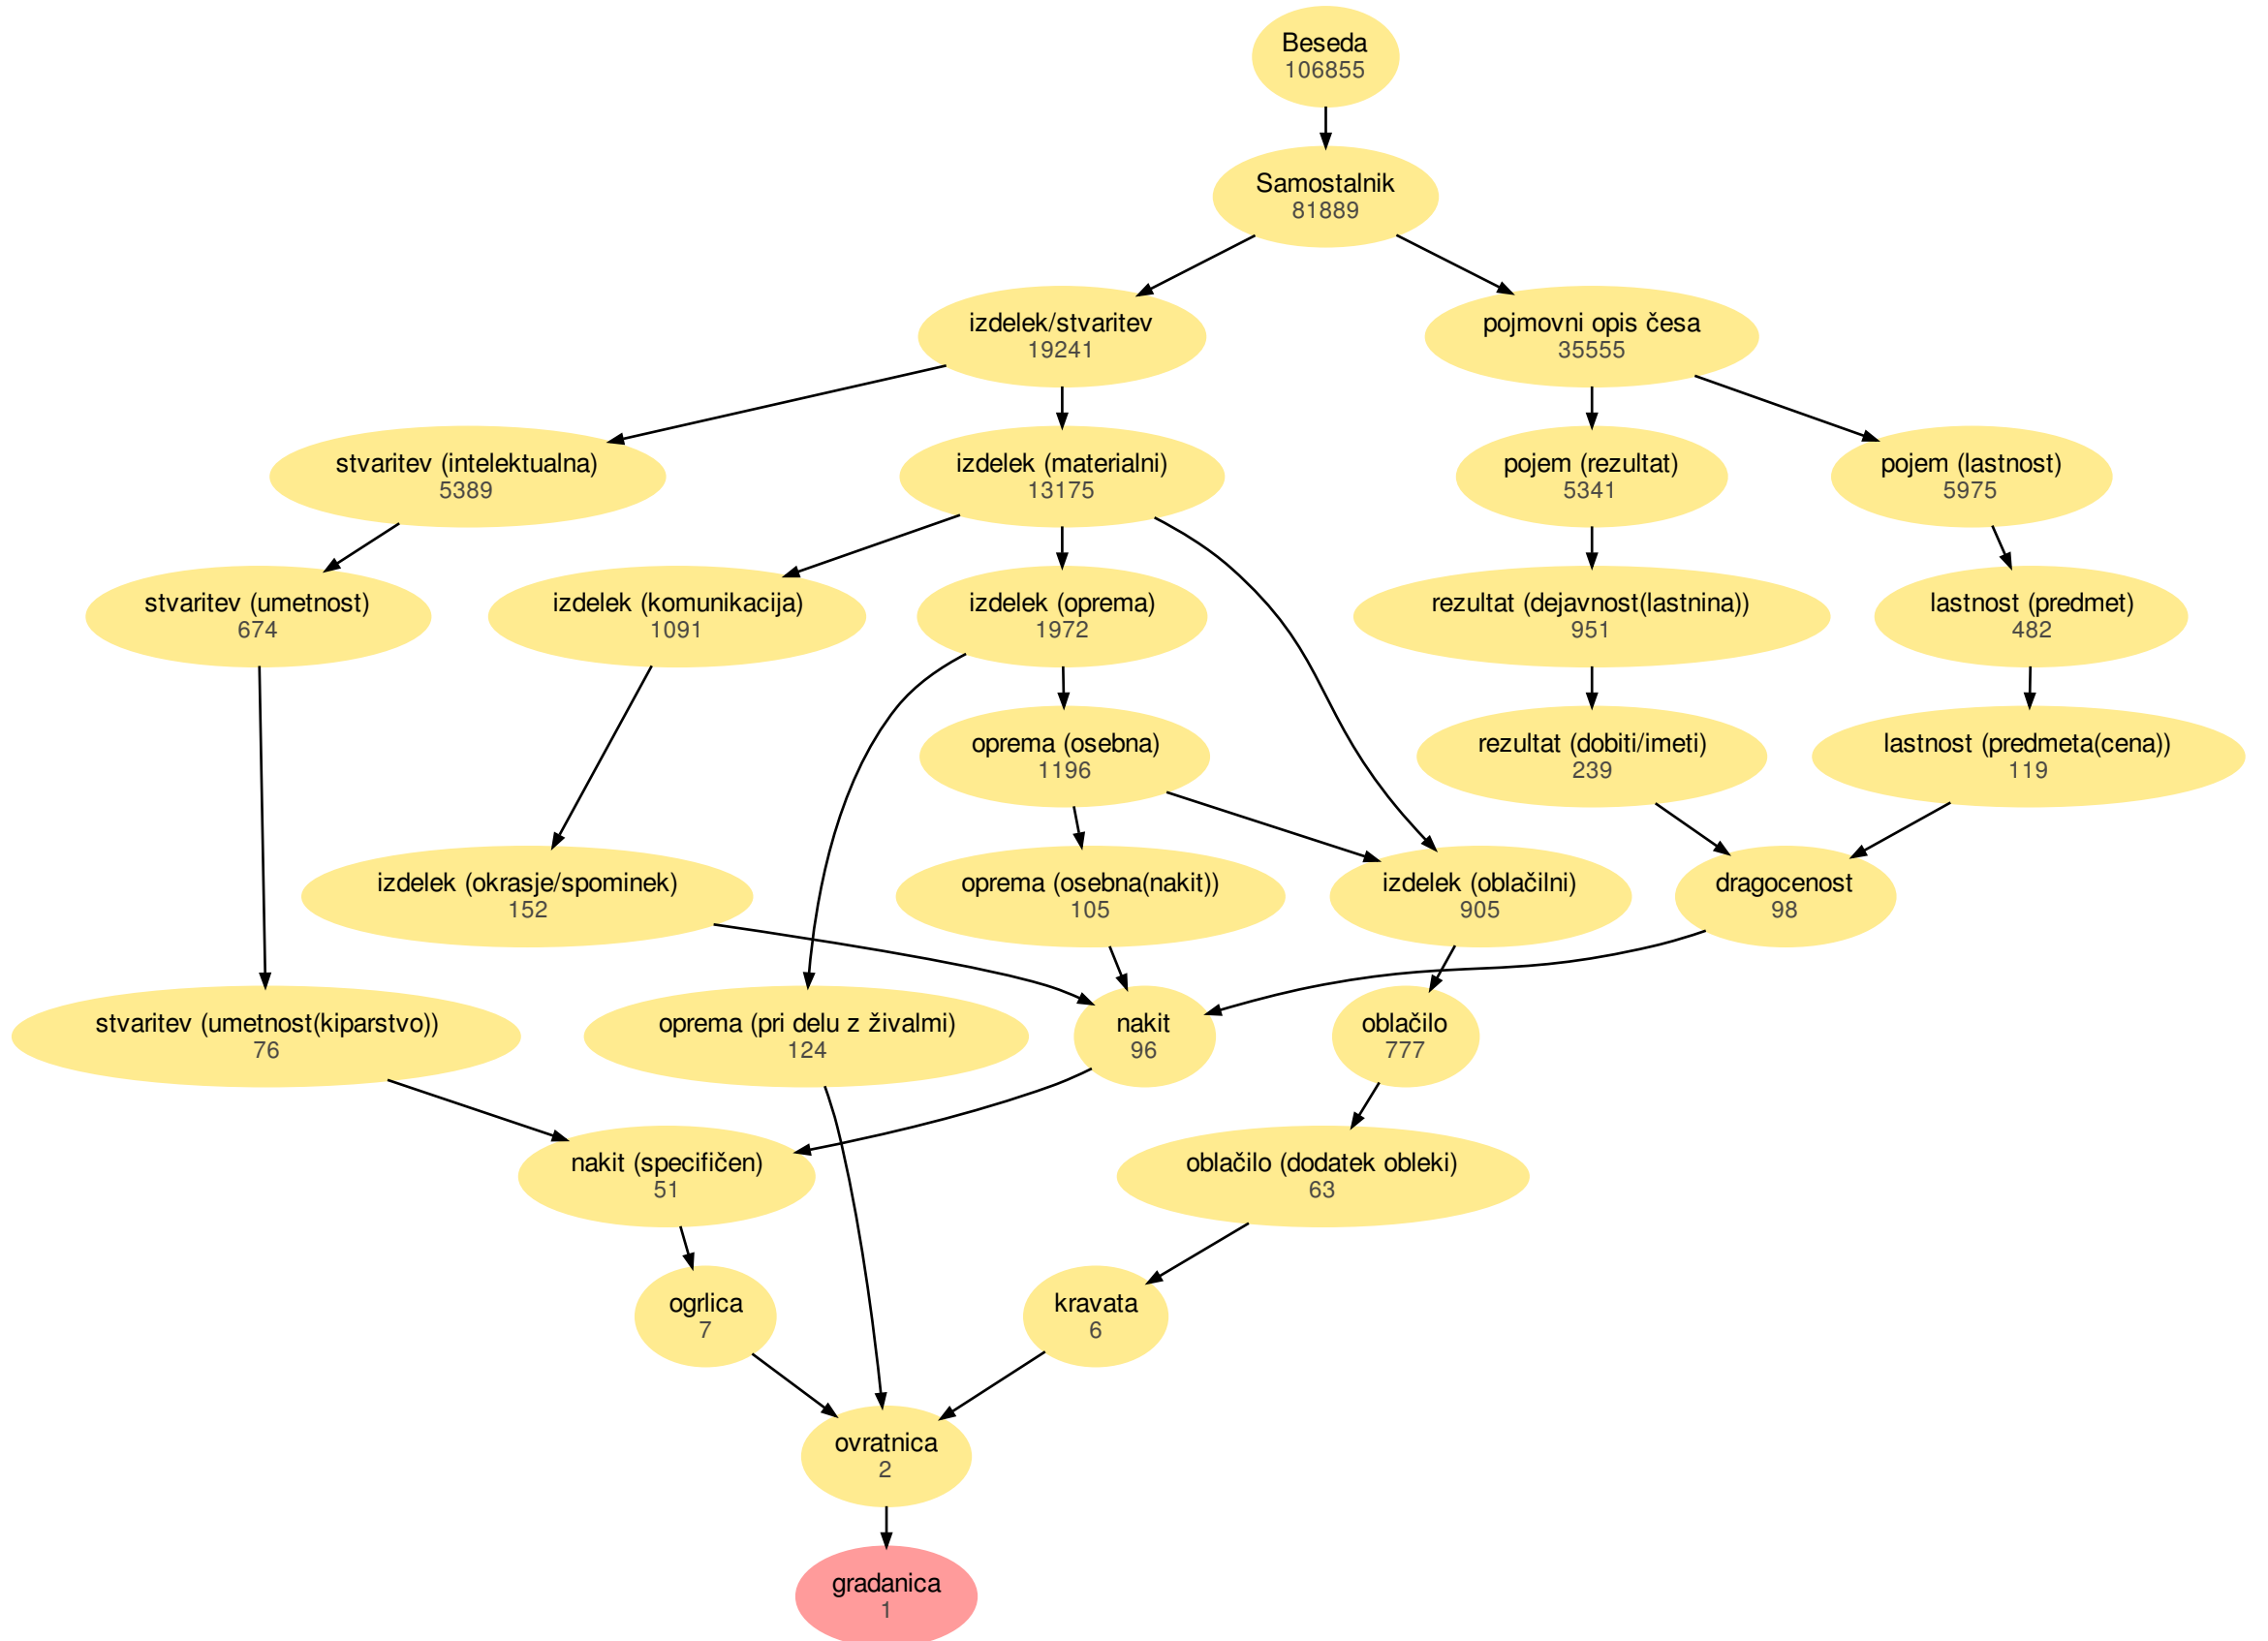 Beseda
106855
Samostalnik
81889
izdelek/stvaritev
19241
pojmovni opis česa
35555
stvaritev (intelektualna)
5389
izdelek (materialni)
13175
pojem (rezultat)
5341
pojem (lastnost)
5975
stvaritev (umetnost)
674
izdelek (komunikacija)
1091
izdelek (oprema)
1972
rezultat (dejavnost(lastnina))
951
lastnost (predmet)
482
oprema (osebna)
1196
rezultat (dobiti/imeti)
239
lastnost (predmeta(cena))
119
izdelek (okrasje/spominek)
152
oprema (osebna(nakit))
105
izdelek (oblačilni)
905
dragocenost
98
stvaritev (umetnost(kiparstvo))
76
oprema (pri delu z živalmi)
124
nakit
96
oblačilo
777
nakit (specifičen)
51
oblačilo (dodatek obleki)
63
ogrlica
7
kravata
6
ovratnica
2
gradanica
1